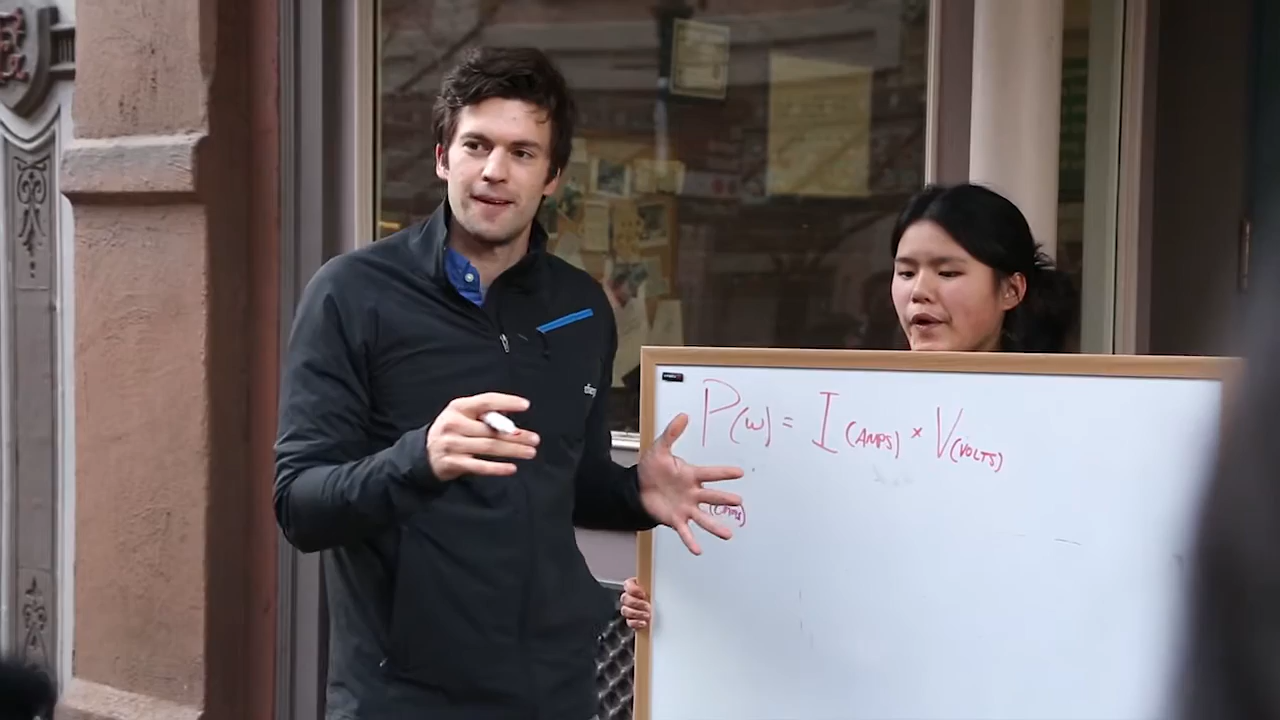 P(W) = I (AMPS) × V(VOLTS)